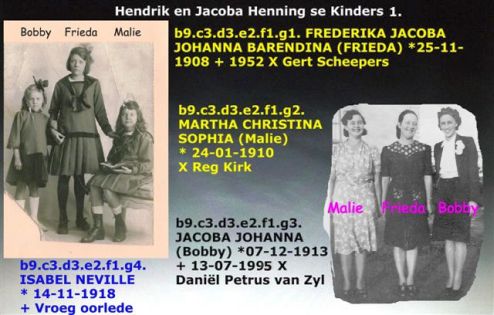 Hendrik en Jacoba Henning se Kinders 1.
Bobby Frieda Malie
b9.c3.d3.e2.f1.g1. FREDERIKA JACOBA
JOHANNA BARENDINA (FRIEDA) *25-11-
1908 + 1952 X Gert Scheepers
b9.c3.d3.e2.f1.g2.
MARTHA CHRISTINA
SOPHIA (Malie)
* 24-01-1910
X Reg Kirk
Malie Frieda Bobby
b9.c3.d3.e2.f1.g3.
JACOBA JOHANNA
(Bobby) *07-12-1913
+ 13-07-1995 X
Daniël Petrus van Zyl
b9.c3.d3.e2.f1.g4.
ISABEL NEVILLE
* 14-11-1918
+ Vroeg oorlede